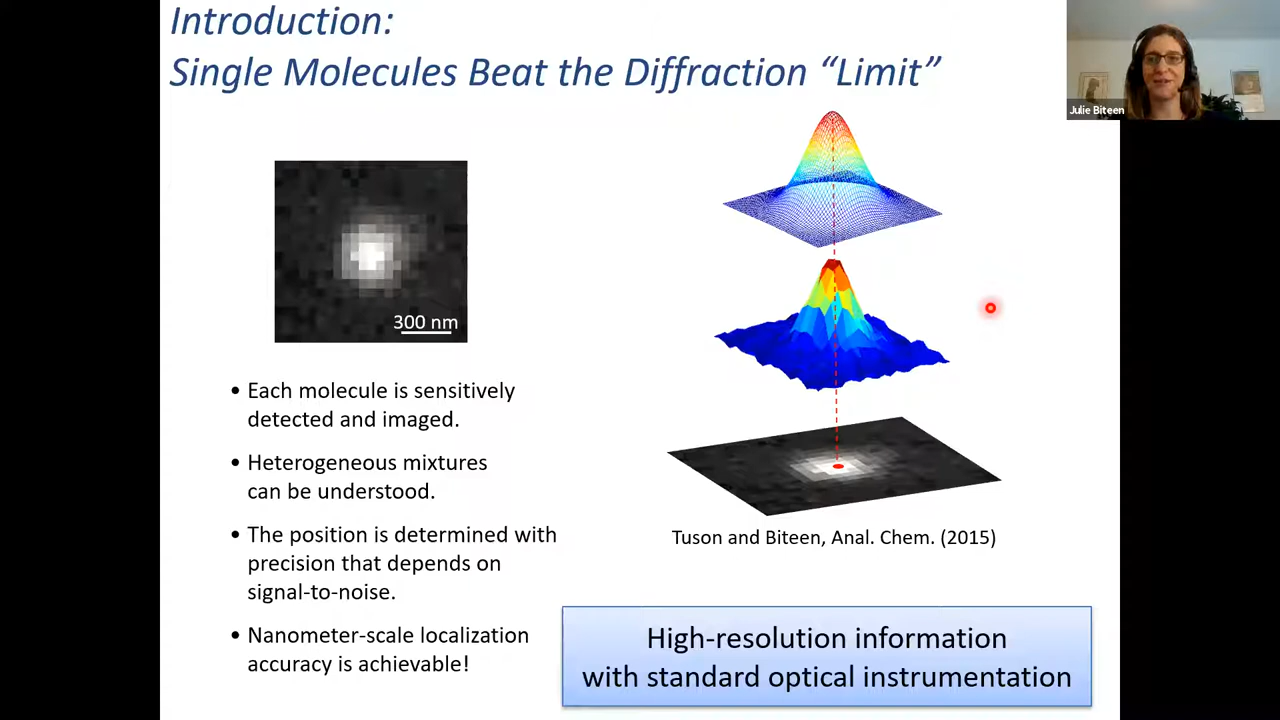 Introduction:
Single Molecules Beat the Diffraction “Limit”
Julie Biteen
300 nm
• Each molecule is sensitively
detected and imaged.
• Heterogeneous mixtures
can be understood.
• The position is determined with
precision that depends on
signal-to-noise.
• Nanometer-scale localization
accuracy is achievable!
Tuson and Biteen, Anal. Chem. (2015)
High-resolution information
with standard optical instrumentation